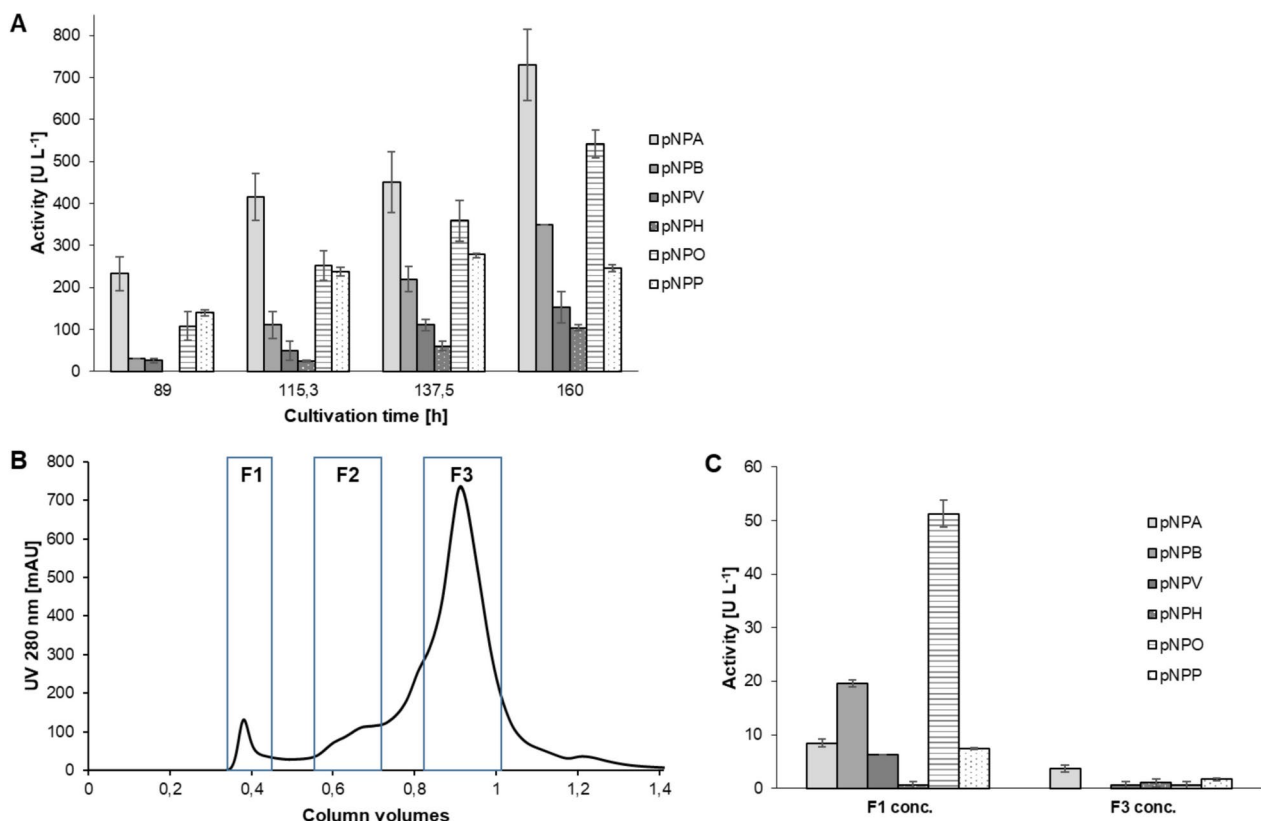 A
800
700
600
500
400
300
200
100
0
Activity [U L-1]
89
115,3
137,5
160
Cultivation time [h]
pNPA
pNPB
pNPV
pNPH
pNPO
pNPP
B
800
700
600
500
400
300
200
100
0
UV 280 nm [mAU]
F1
F2
F3
0
0,2
0,4
0,6
0,8
1
1,2
1,4
Column volumes
C
60
50
40
30
20
10
0
Activity [U L-1]
F1 conc.
F3 conc.
pNPA
pNPB
pNPV
pNPH
pNPO
pNPP